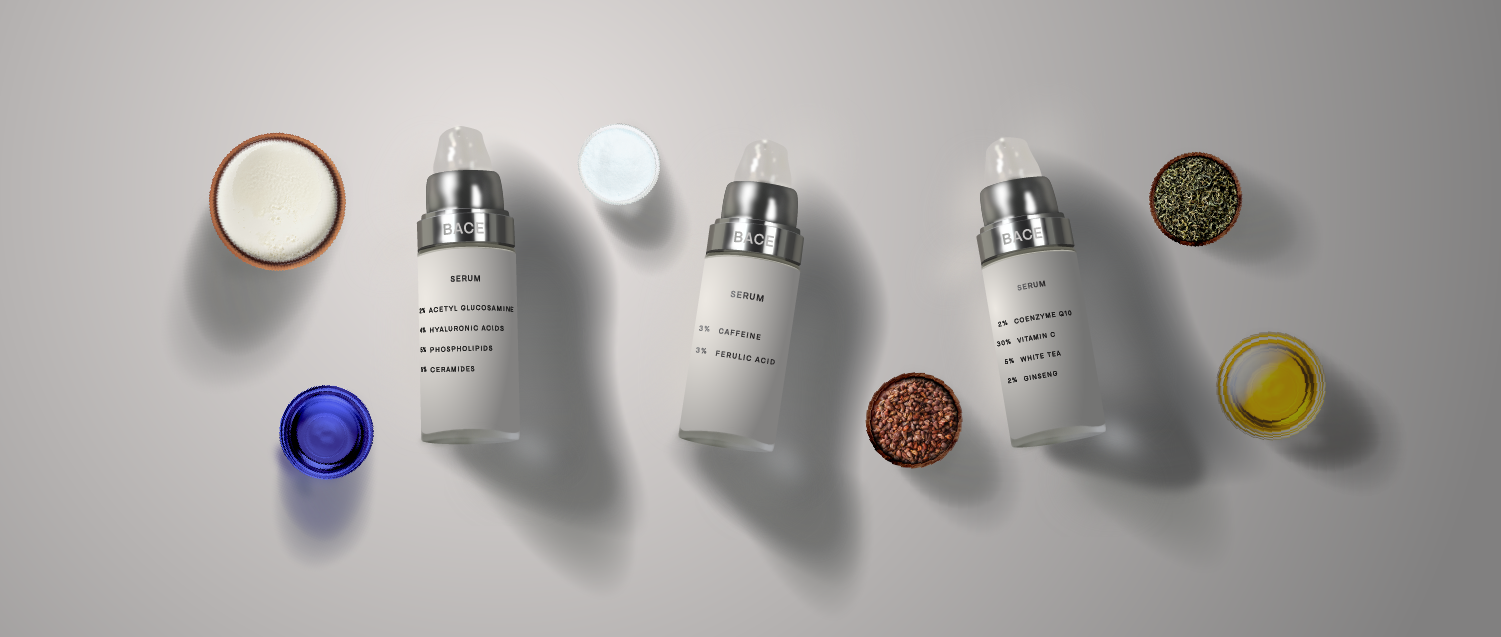 BACE
SERUM
2% ACETYL GLUCOSAMINE
HYALURONIC ACIDS
PHOSPHOLIPIDS
CERAMIDES
BACE
SERUM
3% CAFFEINE
3% FERULIC ACID
BACE
SERUM
2% COENZYME Q10
30% VITAMIN C
5% WHITE TEA
2% GINSENG